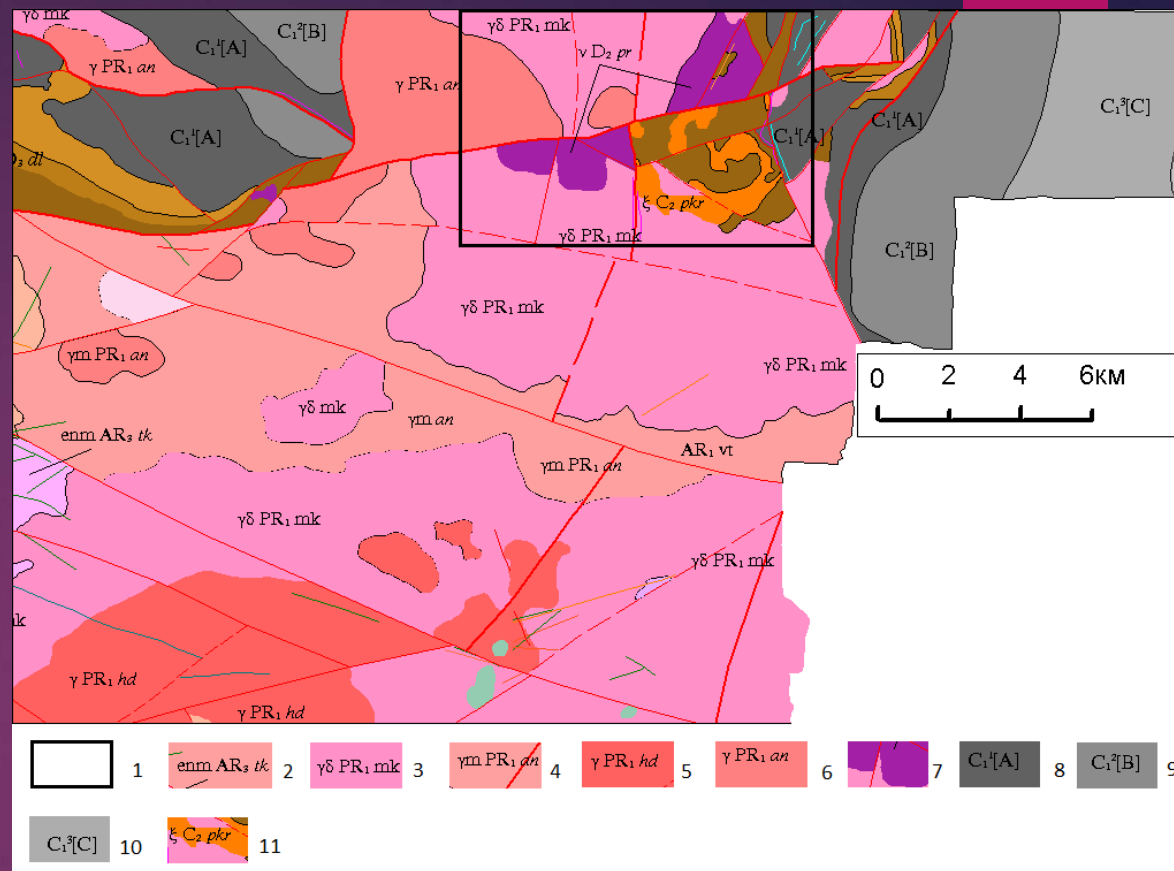 γδ mk
C₁¹[A]
C₁²[B]
γδ PR₁ mk
ν D₂ pr
γ PR₁ an
γ PR₁ an
C₁³[C]
C₁¹[A]
C₁¹[A]
C₁¹[A]
D₃ dl
ξ C₂ pkr
γδ PR₁ mk
C₁²[B]
γδ PR₁ mk
γm PR₁ an
γδ PR₁ mk
0 2 4 6км
γδ mk
γm an
enm AR₃ tk
AR₁ vt
γm PR₁ an
γδ PR₁ mk
γδ PR₁ mk
γ PR₁ hd
γ PR₁ hd
1
enm AR₃ tk 2
γδ PR₁ mk 3
γm PR₁ an 4
γ PR₁ hd 5
γ PR₁ an 6
7
C₁¹[A] 8
C₁²[B] 9
C₁³[C] 10
ξ C₂ pkr 11